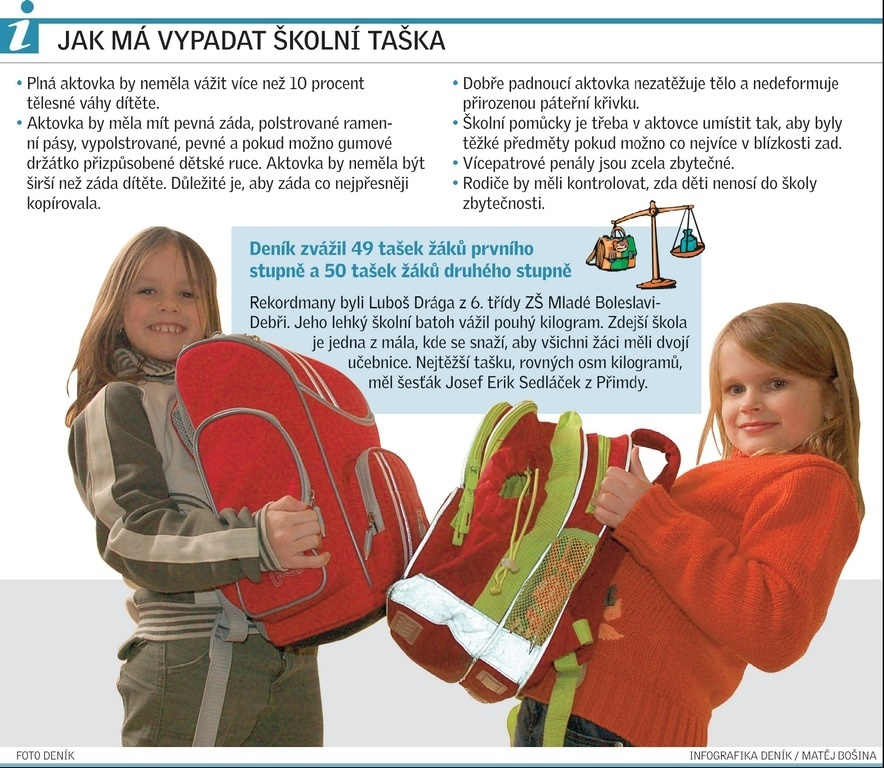 i
JAK MÁ VYPADAT ŠKOLNÍ TAŠKA
• Plná aktovka by neměla vážit více než 10 procent
tělesné váhy dítěte.
• Aktovka by měla mít pevná záda, polstrované ramen-
ní pásy, vypolstrované, pevné a pokud možno gumové
držátko přizpůsobené dětské ruce. Aktovka by neměla být
širší než záda dítěte. Důležité je, aby záda co nejpřesněji
kopírovala.
• Dobře padnoucí aktovka nezatěžuje tělo a nedeformuje
přirozenou páteřní křivku.
• Školní pomůcky je třeba v aktovce umístit tak, aby byly
těžké předměty pokud možno co nejvíce v blízkosti zad.
• Vícepatrové penály jsou zcela zbytečné.
• Rodiče by měli kontrolovat, zda děti nenosí do školy
zbytečnosti.
Deník zvážil 49 tašek žáků prvního
stupně a 50 tašek žáků druhého stupně
Rekordmany byli Luboš Drága z 6. třídy ZŠ Mladé Boleslavi-
Debři. Jeho lehký školní batoh vážil pouhý kilogram. Zdejší škola
je jedna z mála, kde se snaží, aby všichni žáci měli dvojí
učebnice. Nejtěžší tašku, rovných osm kilogramů,
měl šesťák Josef Erik Sedláček z Přimdy.
FOTO DENÍK
INFOGRAFIKA DENÍK / MATĚJ BOŠINA